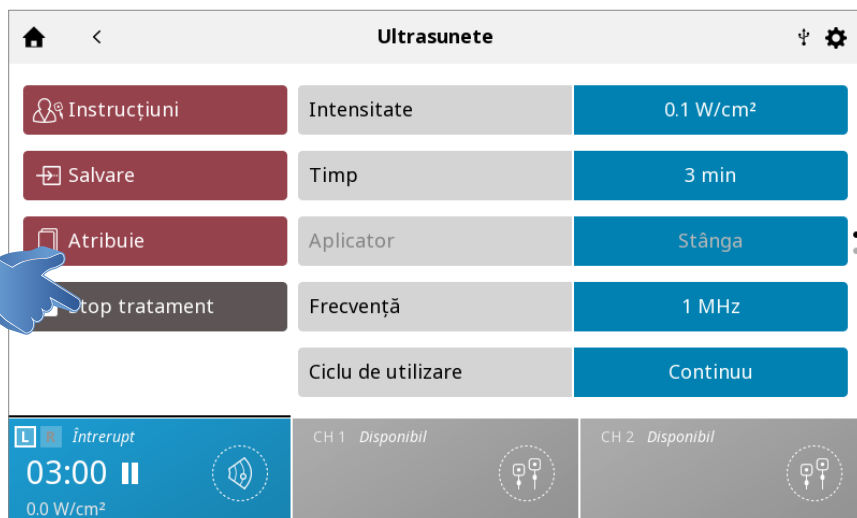 Ultrasunete
Instrucțiuni
Intensitate
0.1 W/cm²
Salvare
Timp
3 min
Atribuie
Aplicator
Stânga
Stop tratament
Frecvență
1 MHz
Ciclu de utilizare
Continuu
L R Întrerupt
03:00
0.0 W/cm²
CH 1 Disponibil
CH 2 Disponibil